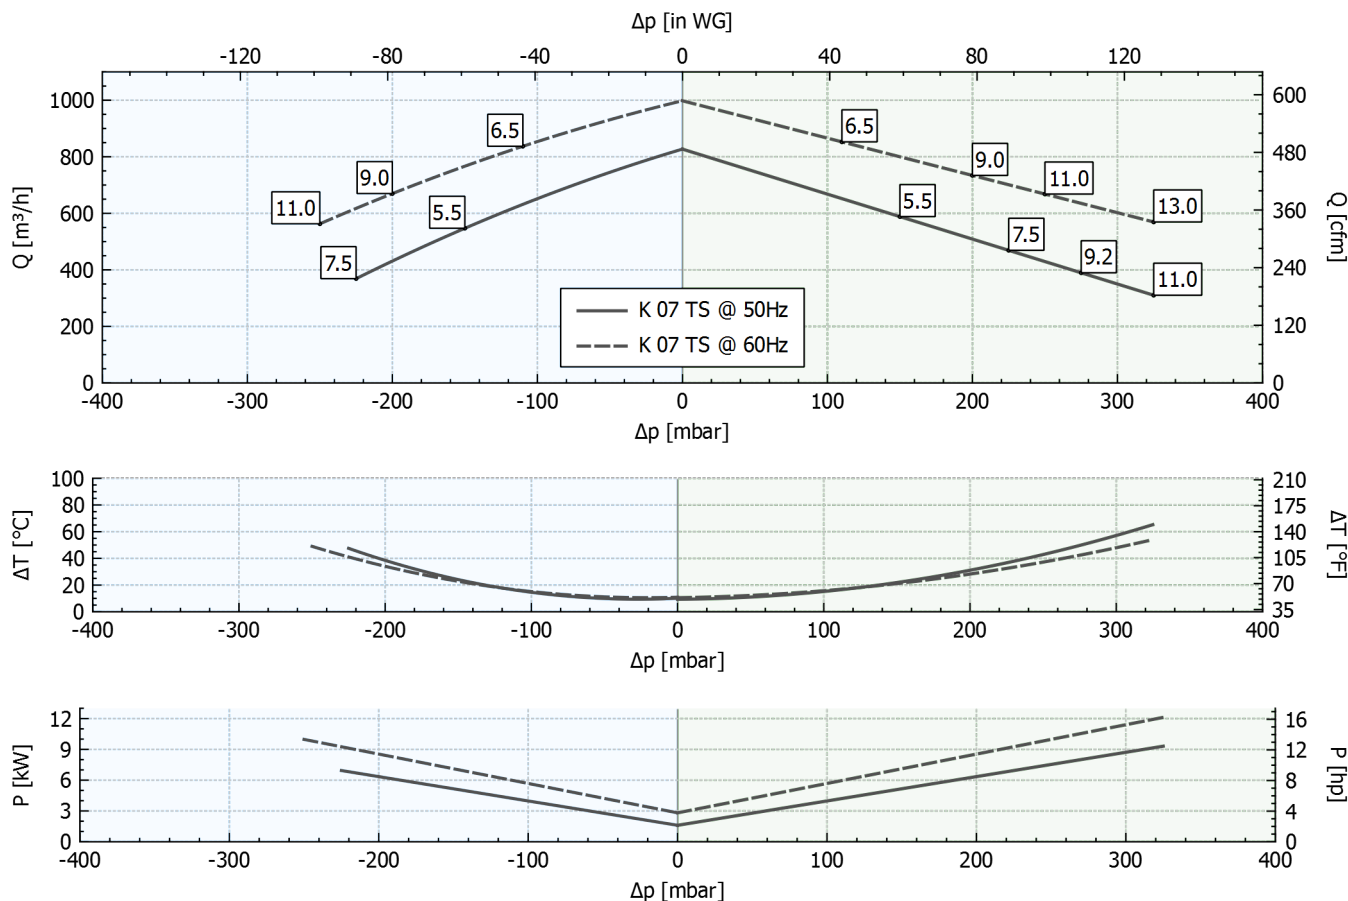 Δp [in WG]
-120 -80 -40 0 40 80 120
1000 800 600 400 200 0
Q [m³/h]
600 480 360 240 120 0
Q [cfm]
11.0 9.0 6.5 6.5 9.0 11.0 13.0
7.5 5.5 5.5 7.5 9.2 11.0
K 07 TS @ 50Hz
K 07 TS @ 60Hz
-400 -300 -200 -100 0 100 200 300 400
Δp [mbar]
100 80 60 40 20 0
ΔT [°C]
210 175 140 105 70 35
ΔT [°F]
-400 -300 -200 -100 0 100 200 300 400
Δp [mbar]
12 9 6 3 0
P [kW]
16 12 8 4 0
P [hp]
-400 -300 -200 -100 0 100 200 300 400
Δp [mbar]